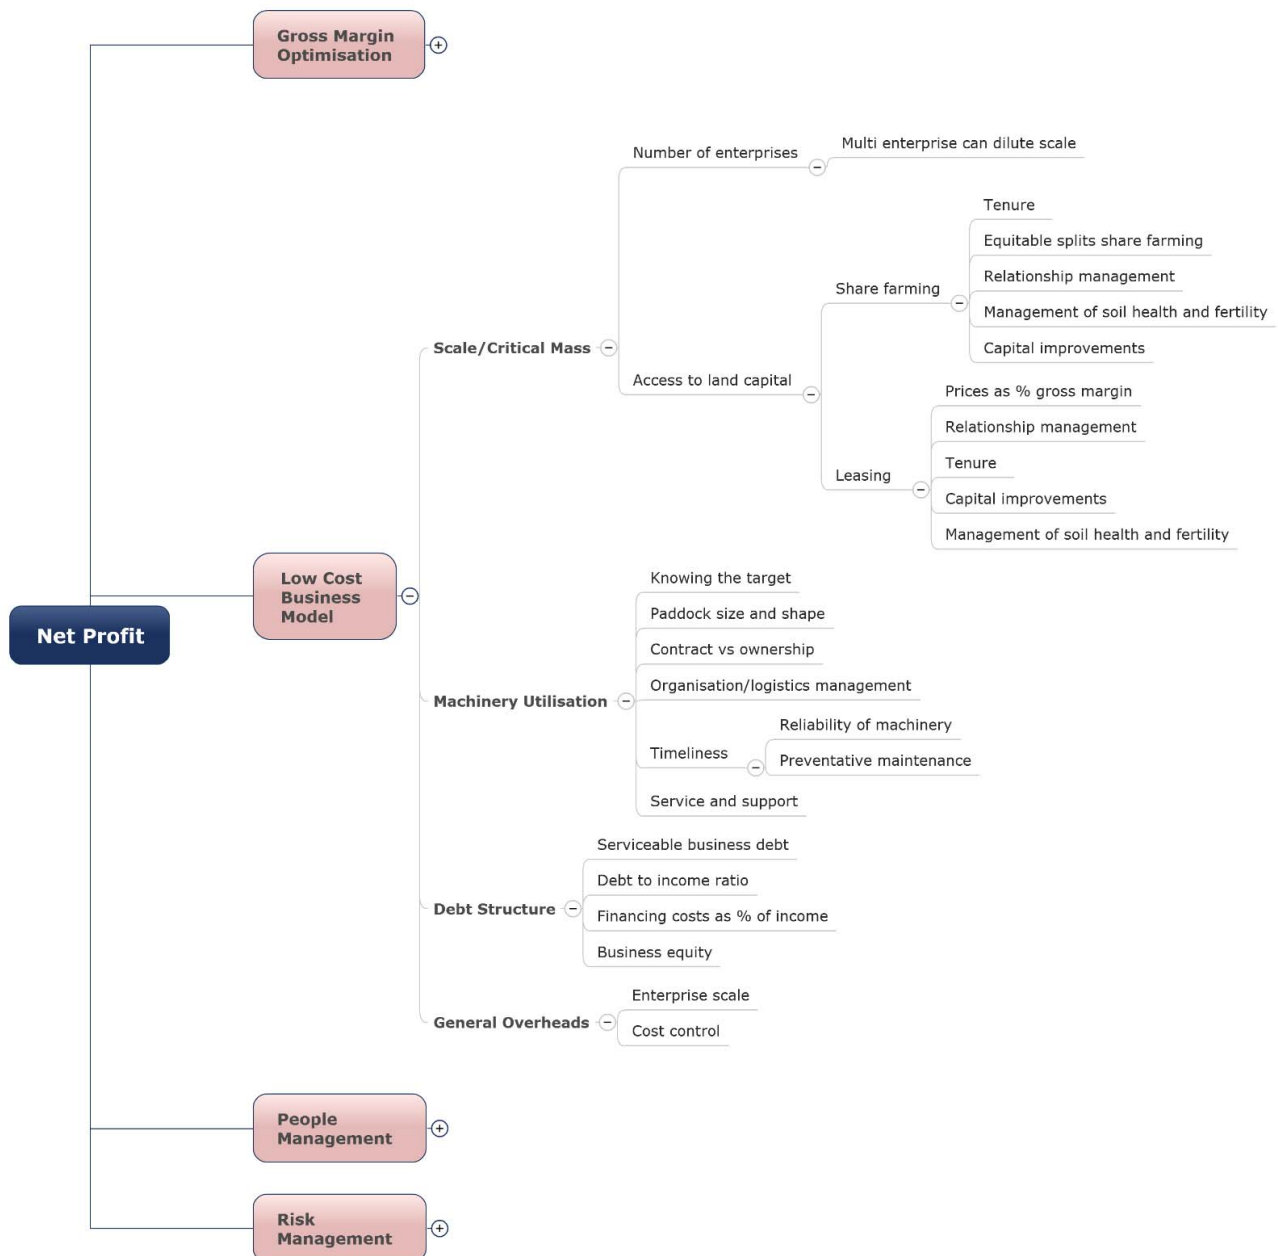 Gross Margin
Optimisation
Number of enterprises
Multi enterprise can dilute scale
Tenure
Equitable splits share farming
Share farming
Relationship management
Management of soil health and fertility
Capital improvements
Scale/Critical Mass
Access to land capital
Prices as % gross margin
Relationship management
Leasing
Tenure
Capital improvements
Management of soil health and fertility
Low Cost
Business
Model
Net Profit
Knowing the target
Paddock size and shape
Contract vs ownership
Machinery Utilisation
Organisation/logistics management
Timeliness
Reliability of machinery
Preventative maintenance
Service and support
Serviceable business debt
Debt to income ratio
Debt Structure
Financing costs as % of income
Business equity
General Overheads
Enterprise scale
Cost control
People
Management
Risk
Management